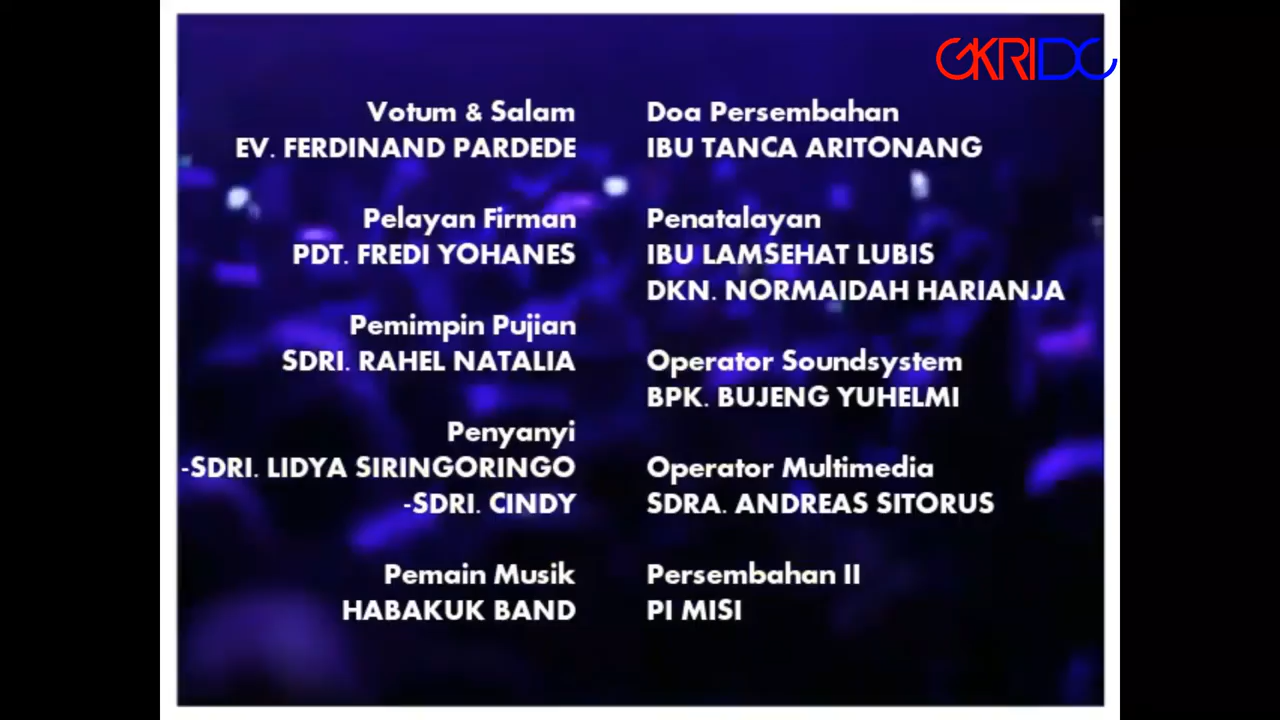 GKRIDC
Votum & Salam
EV. FERDINAND PARDEDE
Pelayan Firman
PDT. FREDI YOHANES
Pemimpin Pujian
SDRI. RAHEL NATALIA
Penyanyi
-SDRI. LIDYA SIRINGORINGO
-SDRI. CINDY
Pemain Musik
HABAKUK BAND
Doa Persembahan
IBU TANCA ARITONANG
Penatalayan
IBU LAMSEHAT LUBIS
DKN. NORMAIDAH HARIANJA
Operator Soundsystem
BPK. BUJENG YUHELMI
Operator Multimedia
SDRA. ANDREAS SITORUS
Persembahan II
PI MISI